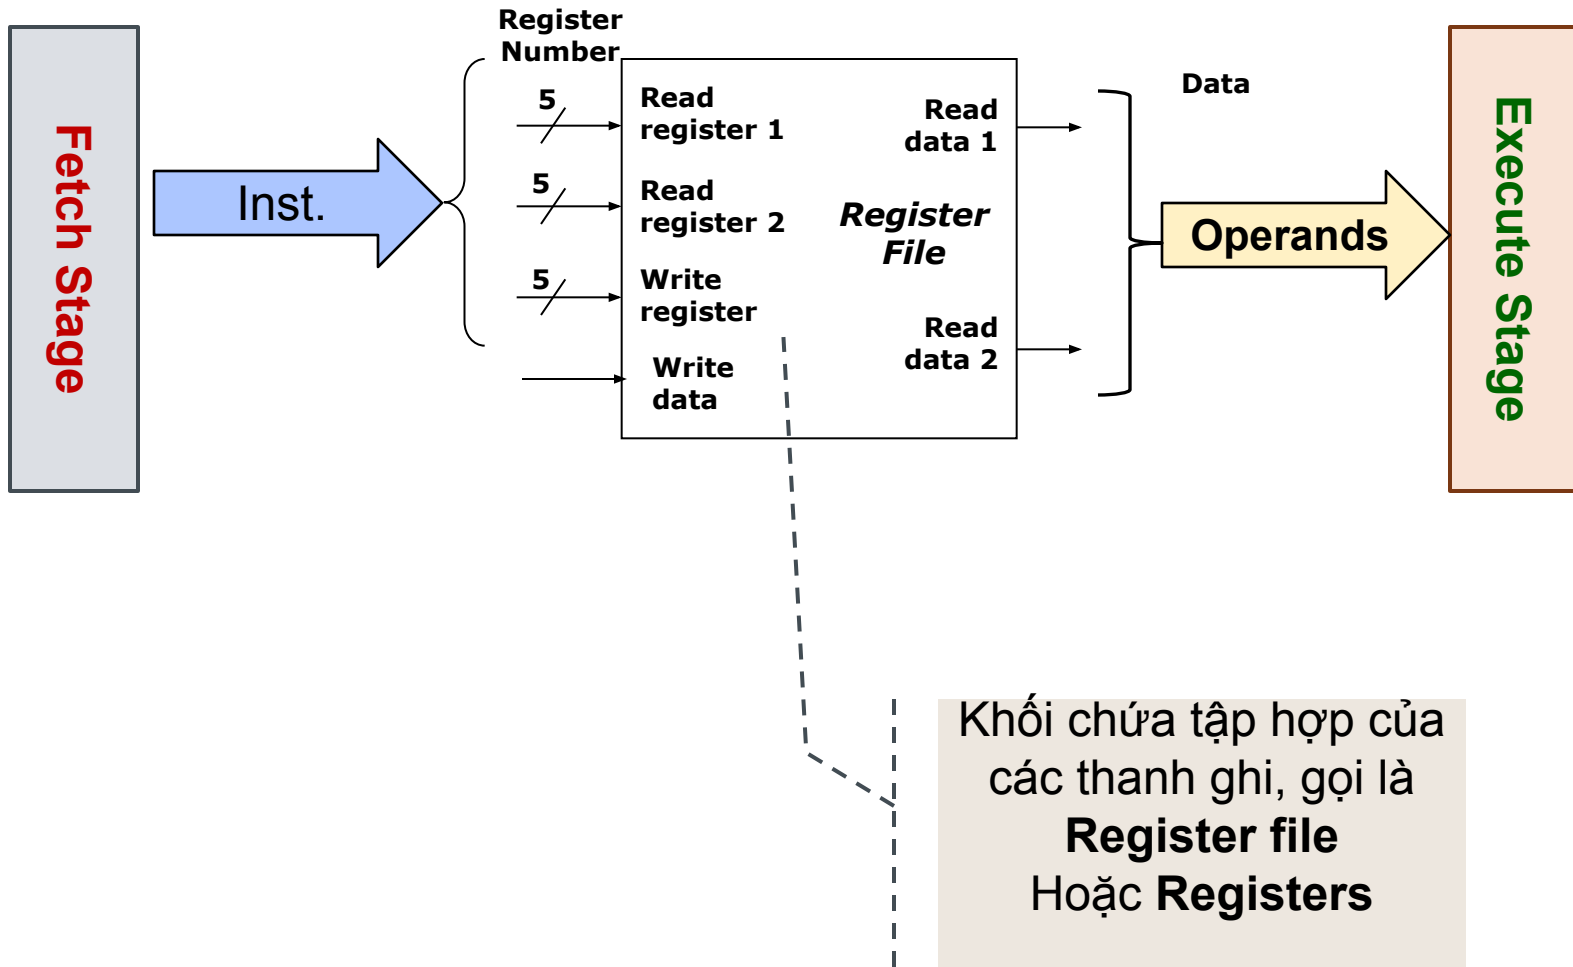 Fetch Stage
Inst.
Register
Number
5
Read
register 1
5
Read
register 2
5
Write
register
Write
data
Register
File
Read
data 1
Read
data 2
Data
Operands
Execute Stage
Khối chứa tập hợp của
các thanh ghi, gọi là
Register file
Hoặc Registers